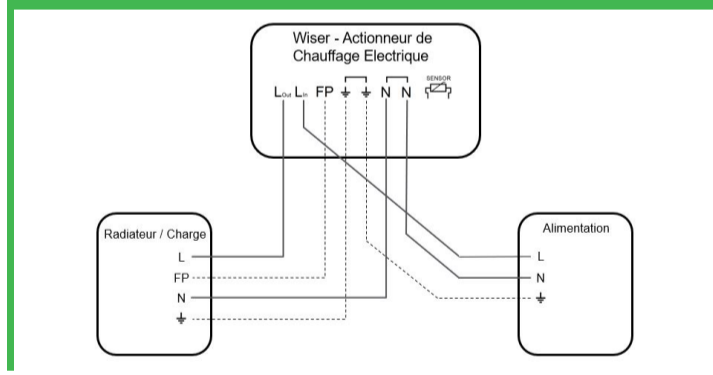 Wiser - Actionneur de
Chauffage Electrique
SENSOR
LOut Lin FP N N
Radiateur / Charge
L
FP
N
Alimentation
L
N